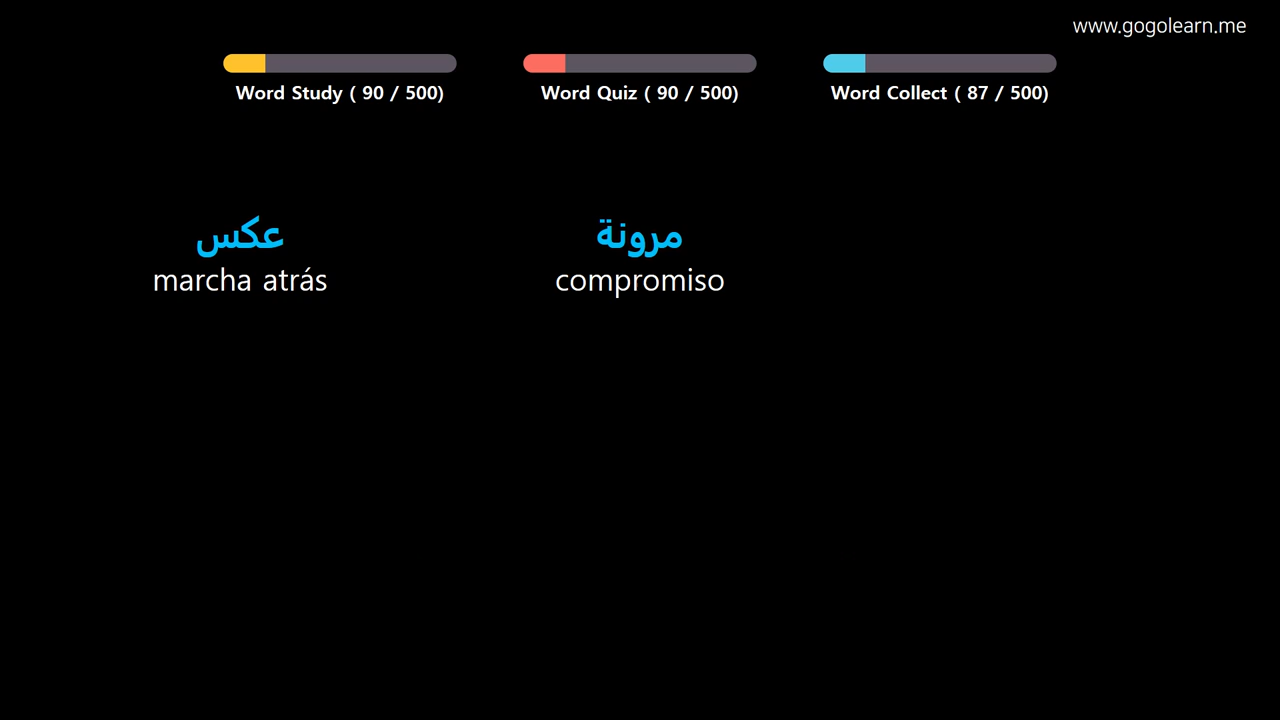 www.gogolearn.me
Word Study ( 90 / 500)
Word Quiz ( 90 / 500)
Word Collect ( 87 / 500)
عكس
marcha atrás
مرونة
compromiso